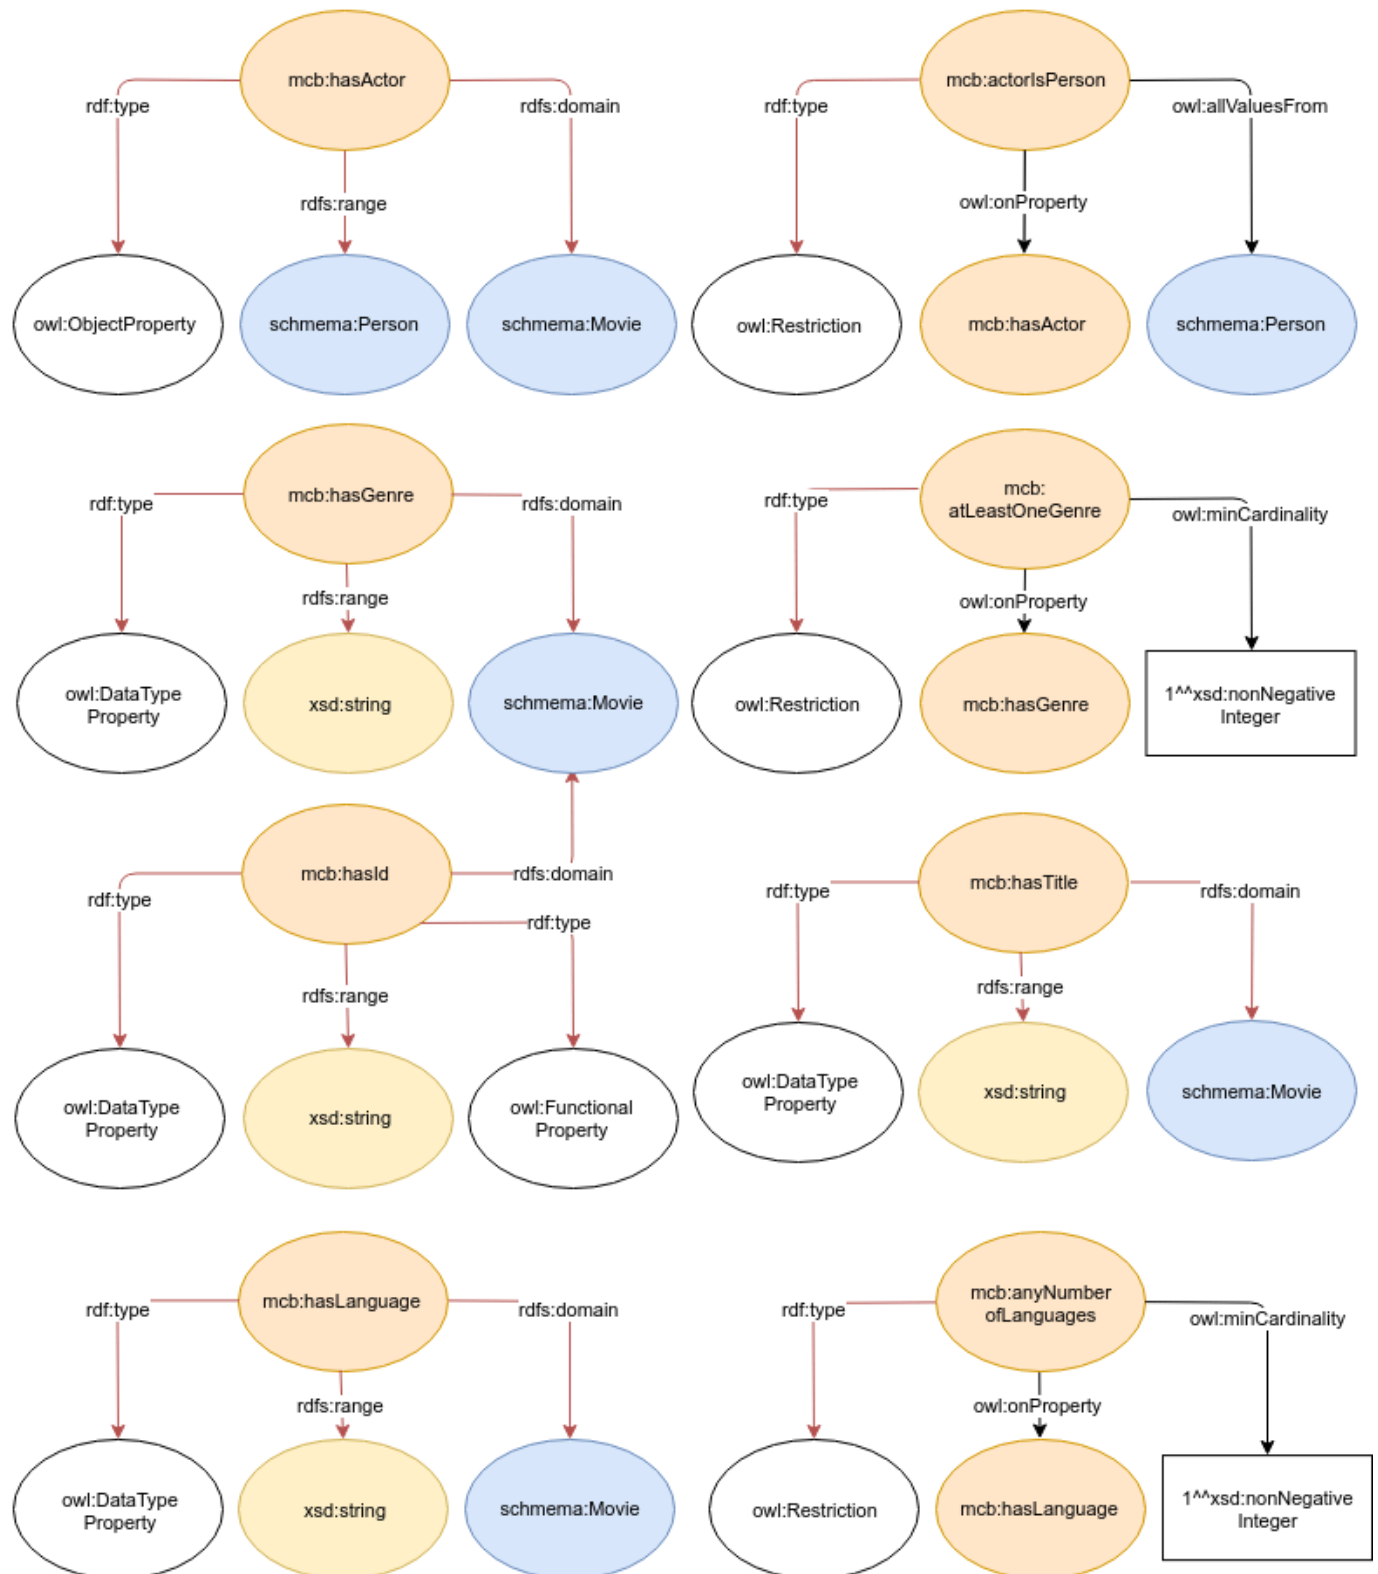 mcb:hasActor
rdf:type
rdfs:domain
rdfs:range
owl:ObjectProperty
schmema:Person
schmema:Movie
mcb:actorIsPerson
rdf:type
owl:allValuesFrom
owl:onProperty
owl:Restriction
mcb:hasActor
schmema:Person
mcb:hasGenre
rdf:type
rdfs:domain
rdfs:range
owl:DataType
Property
xsd:string
schmema:Movie
mcb:
atLeastOneGenre
rdf:type
owl:minCardinality
owl:onProperty
owl:Restriction
mcb:hasGenre
1^^xsd:nonNegative
Integer
mcb:hasId
rdf:type
rdfs:domain
rdf:type
rdfs:range
owl:DataType
Property
xsd:string
owl:Functional
Property
mcb:hasTitle
rdf:type
rdfs:domain
rdfs:range
owl:DataType
Property
xsd:string
schmema:Movie
mcb:hasLanguage
rdf:type
rdfs:domain
rdfs:range
owl:DataType
Property
xsd:string
schmema:Movie
mcb:anyNumber
ofLanguages
rdf:type
owl:minCardinality
owl:onProperty
owl:Restriction
mcb:hasLanguage
1^^xsd:nonNegative
Integer